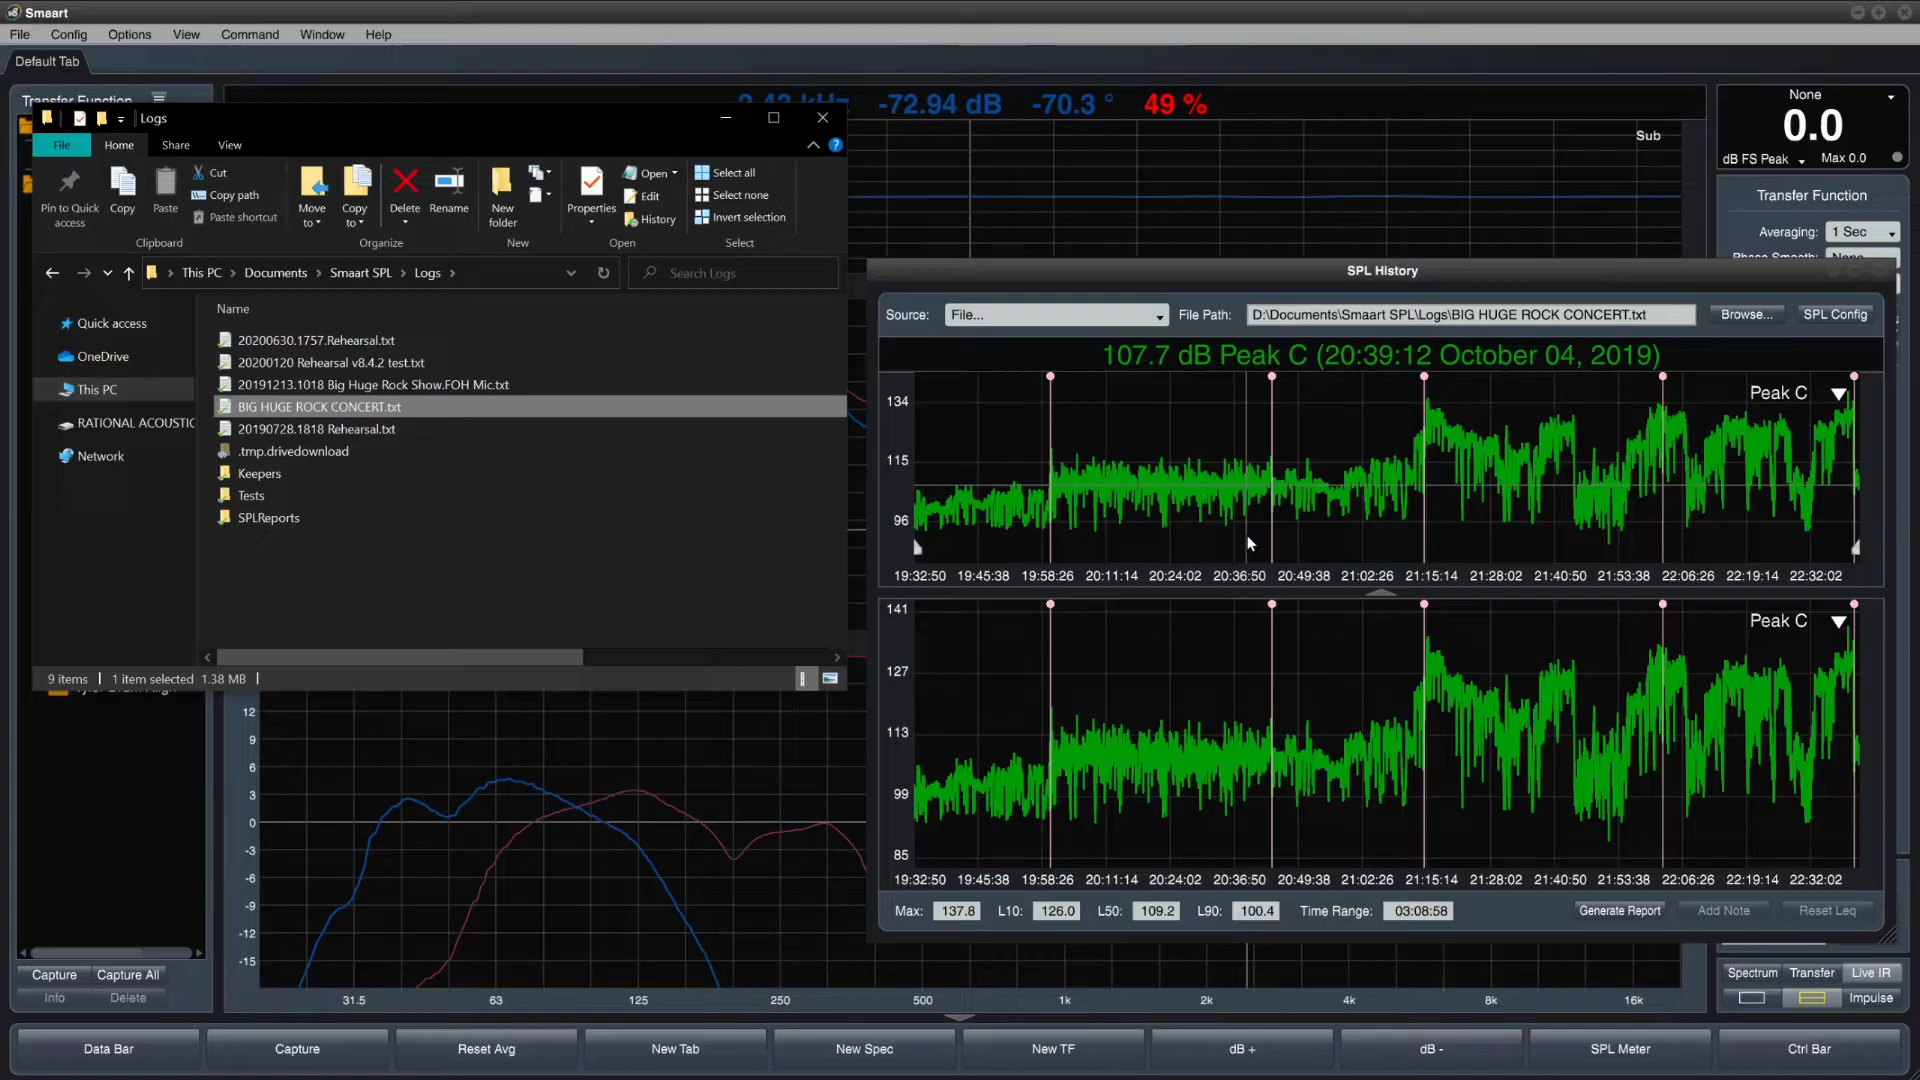 Smaart
File Config Options View Command Window Help
Default Tab
Transfer Function
-72.94 dB -70.3 ° 49 %
Sub
None
0.0
dB FS Peak Max 0.0
Transfer Function
Averaging: 1 Sec
Logs
File Home Share View
Pin to Quick access
Copy
Paste
Cut
Copy path
Paste shortcut
Clipboard
Move to
Copy to
Delete
Rename
Organize
New folder
New
Properties
Open
Edit
History
Open
Select all
Select none
Invert selection
Select
This PC Documents Smaart SPL Logs
Search Logs
Quick access
OneDrive
This PC
RATIONAL ACOUSTIC
Network
Name
20200630.1757.Rehearsal.txt
20200120 Rehearsal v8.4.2 test.txt
20191213.1018 Big Huge Rock Show.FOH Mic.txt
BIG HUGE ROCK CONCERT.txt
20190728.1818 Rehearsal.txt
.tmp.drivedownload
Keepers
Tests
SPLReports
9 items 1 item selected 1.38 MB
SPL History
Source: File... File Path: D:\Documents\Smaart SPL\Logs\BIG HUGE ROCK CONCERT.txt Browse... SPL Config
107.7 dB Peak C (20:39:12 October 04, 2019)
Peak C
134
115
96
19:32:50 19:45:38 19:58:26 20:11:14 20:24:02 20:36:50 20:49:38 21:02:26 21:15:14 21:28:02 21:40:50 21:53:38 22:06:26 22:19:14 22:32:02
Peak C
141
127
113
99
85
19:32:50 19:45:38 19:58:26 20:11:14 20:24:02 20:36:50 20:49:38 21:02:26 21:15:14 21:28:02 21:40:50 21:53:38 22:06:26 22:19:14 22:32:02
Max: 137.8 L10: 126.0 L50: 109.2 L90: 100.4 Time Range: 03:08:58 Generate Report Add Note Reset Leq
12
9
6
3
0
-3
-6
-9
-12
-15
31.5 63 125 250 500 1k 2k 4k 8k 16k
Capture Capture All
Info Delete
Spectrum Transfer Live IR
Impulse
Data Bar Capture Reset Avg New Tab New Spec New TF dB + dB - SPL Meter Ctrl Bar